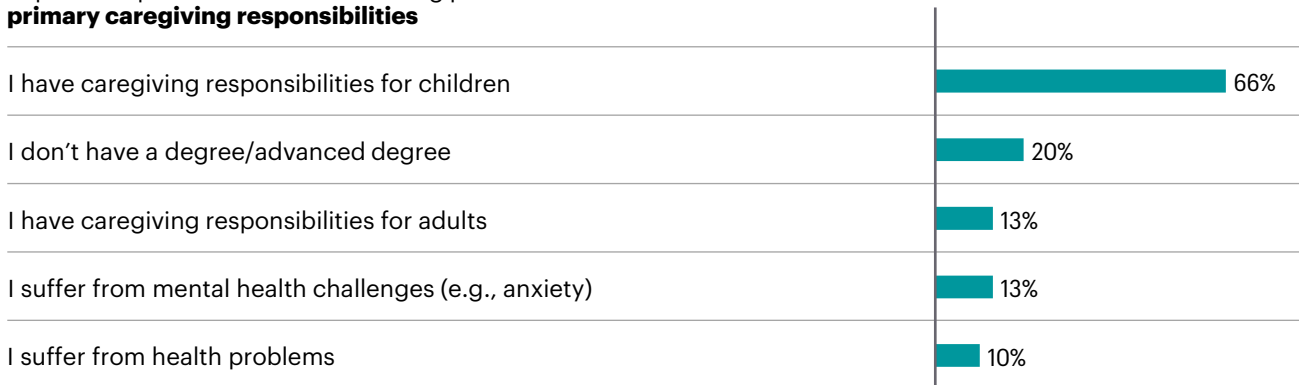 primary caregiving responsibilities
I have caregiving responsibilities for children
66%
I don’t have a degree/advanced degree
20%
I have caregiving responsibilities for adults
13%
I suffer from mental health challenges (e.g., anxiety)
13%
I suffer from health problems
10%